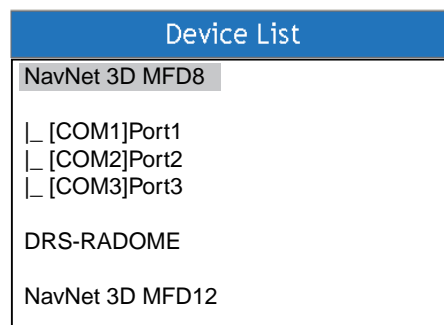 Device List
NavNet 3D MFD8
|_ [COM1]Port1
|_ [COM2]Port2
|_ [COM3]Port3
DRS-RADOME
NavNet 3D MFD12